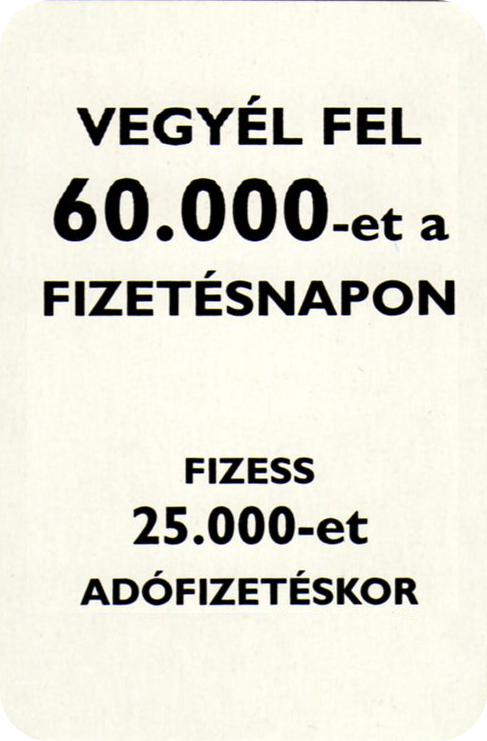 VEGYÉL FEL
60.000-et a
FIZETÉSNAPON
FIZESS
25.000-et
ADÓFIZETÉSKOR